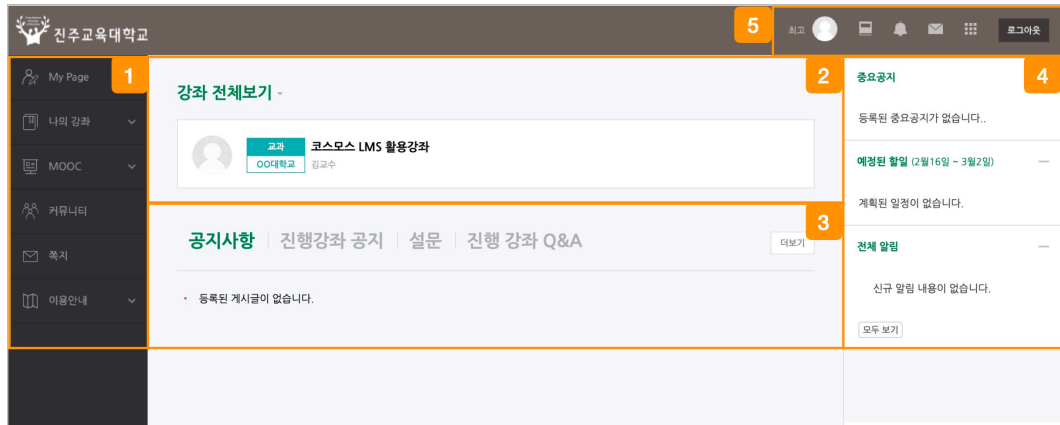 진주교육대학교
5
최고
로그아웃
My Page
1
나의 강좌
MOOC
커뮤니티
쪽지
이용안내
2
강좌 전체보기
교과
OO대학교
코스모스 LMS 활용강좌
김교수
3
공지사항 | 진행강좌 공지 | 설문 | 진행 강좌 Q&A
더보기
등록된 게시글이 없습니다.
4
중요공지
등록된 중요공지가 없습니다..
예정된 할일 (2월16일 ~ 3월2일)
계획된 일정이 없습니다.
전체 알림
신규 알림 내용이 없습니다.
모두 보기